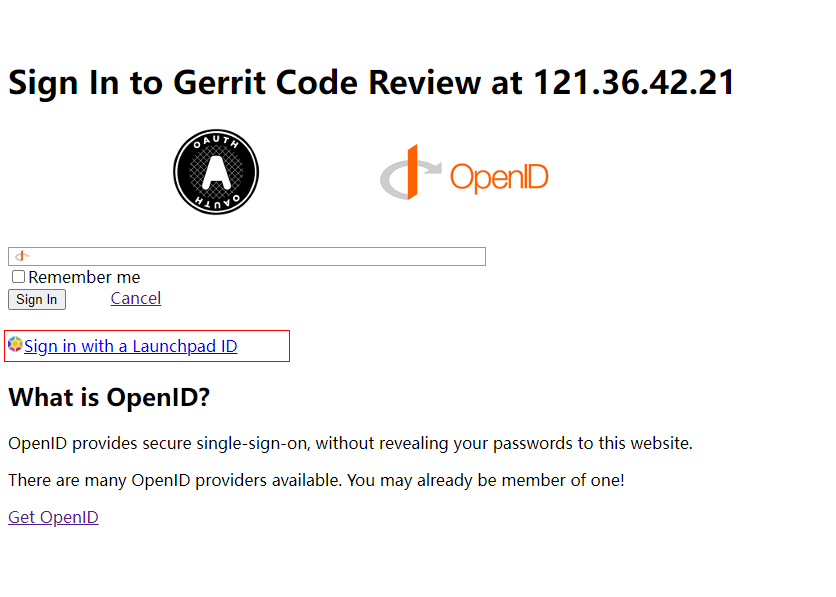 Sign In to Gerrit Code Review at 121.36.42.21
OAUTH
A
OAUTH
OpenID
Remember me
Sign In Cancel
Sign in with a Launchpad ID
What is OpenID?
OpenID provides secure single-sign-on, without revealing your passwords to this website.
There are many OpenID providers available. You may already be member of one!
Get OpenID